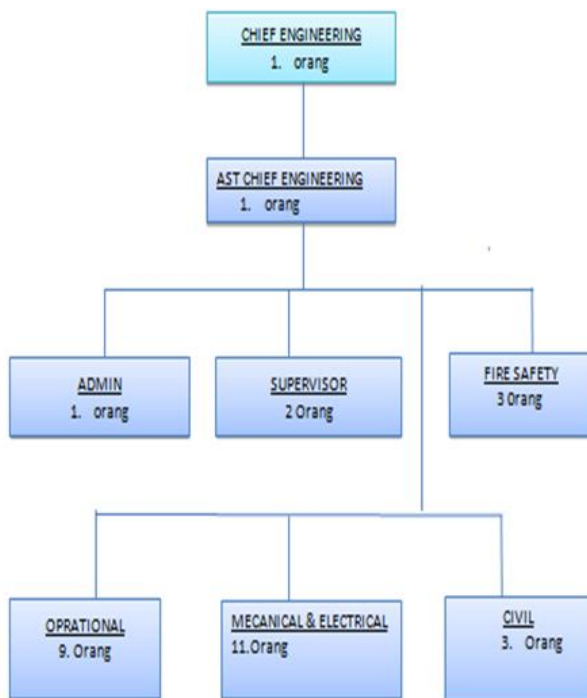 CHIEF ENGINEERING
1. orang
AST CHIEF ENGINEERING
1. orang
ADMIN
1. orang
SUPERVISOR
2 Orang
FIRE SAFETY
3 Orang
OPRATIONAL
9. Orang
MECANICAL & ELECTRICAL
11.Orang
CIVIL
3. Orang